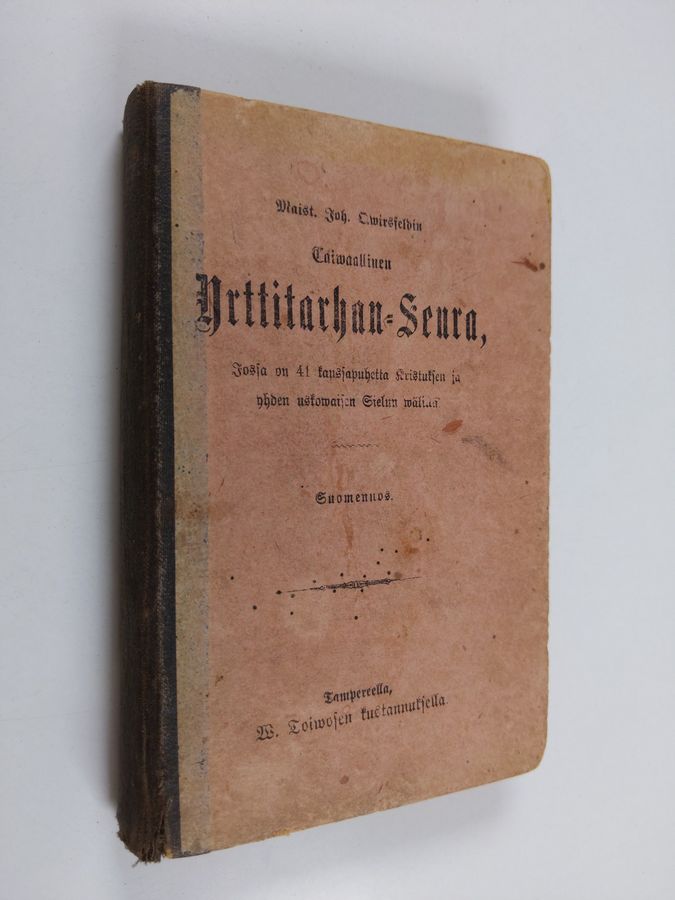 Maist. Joh. Qwirsfeldin
Taiwaallinen
Yrttitarhan-Seura,
Jossa on 41 kanssapuhetta Kristuksen ja
yhden uskowaisen Sielun wälillä.
Suomennos.
Tampereella,
W. Toiwosen kustannuksella.